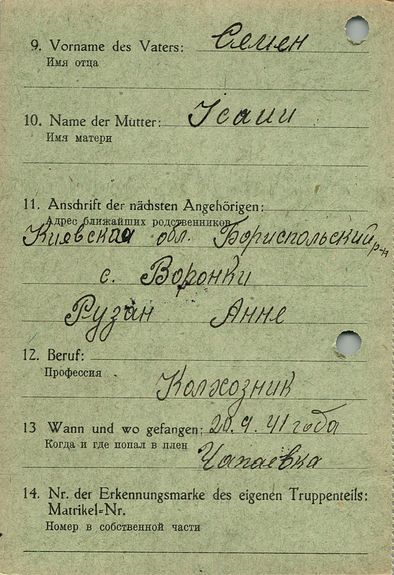 9. Vorname des Vaters: Семен
Имя отца
10. Name der Mutter:
Имя матери
11. Anschrift der nächsten Angehörigen:
Адрес ближайших родственников
Киевская обл. Бориспольский р-н
с. Воронки
Рузан Анне
12. Beruf:
Профессия
Колхозник
13 Wann und wo gefangen: 20.9.41 года
Когда и где попал в плен
Чапаевка
14. Nr. der Erkennungsmarke des eigenen Truppenteils:
Matrikel-Nr.
Номер в собственной части